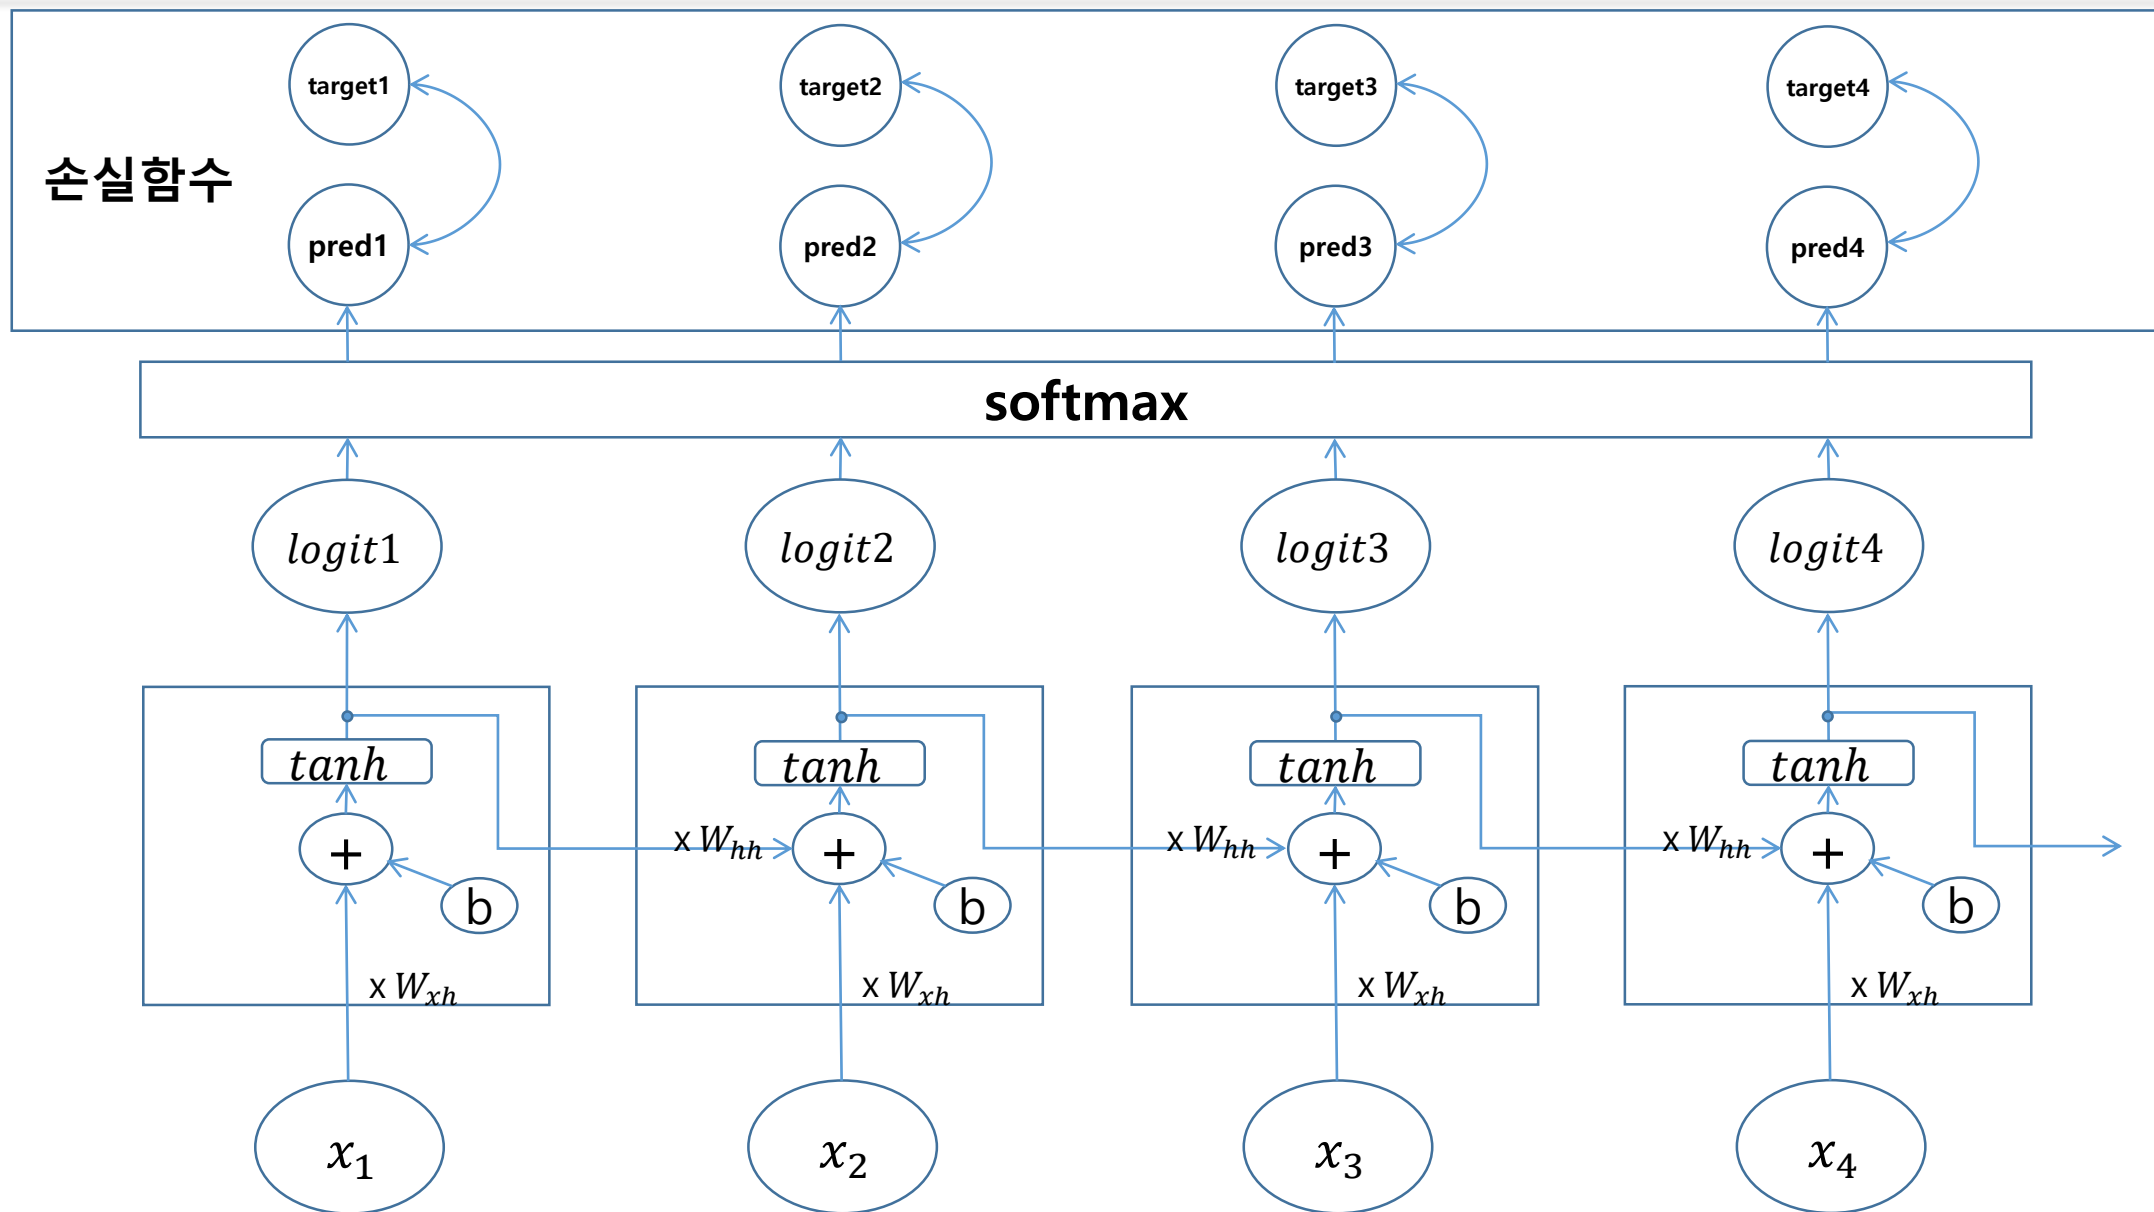 target1 target2 target3 target4
손실함수
pred1 pred2 pred3 pred4
softmax
logit1 logit2 logit3 logit4
tanh tanh tanh tanh
+ x W_hh + x W_hh + x W_hh +
b b b b
x W_xh x W_xh x W_xh x W_xh
x_1 x_2 x_3 x_4